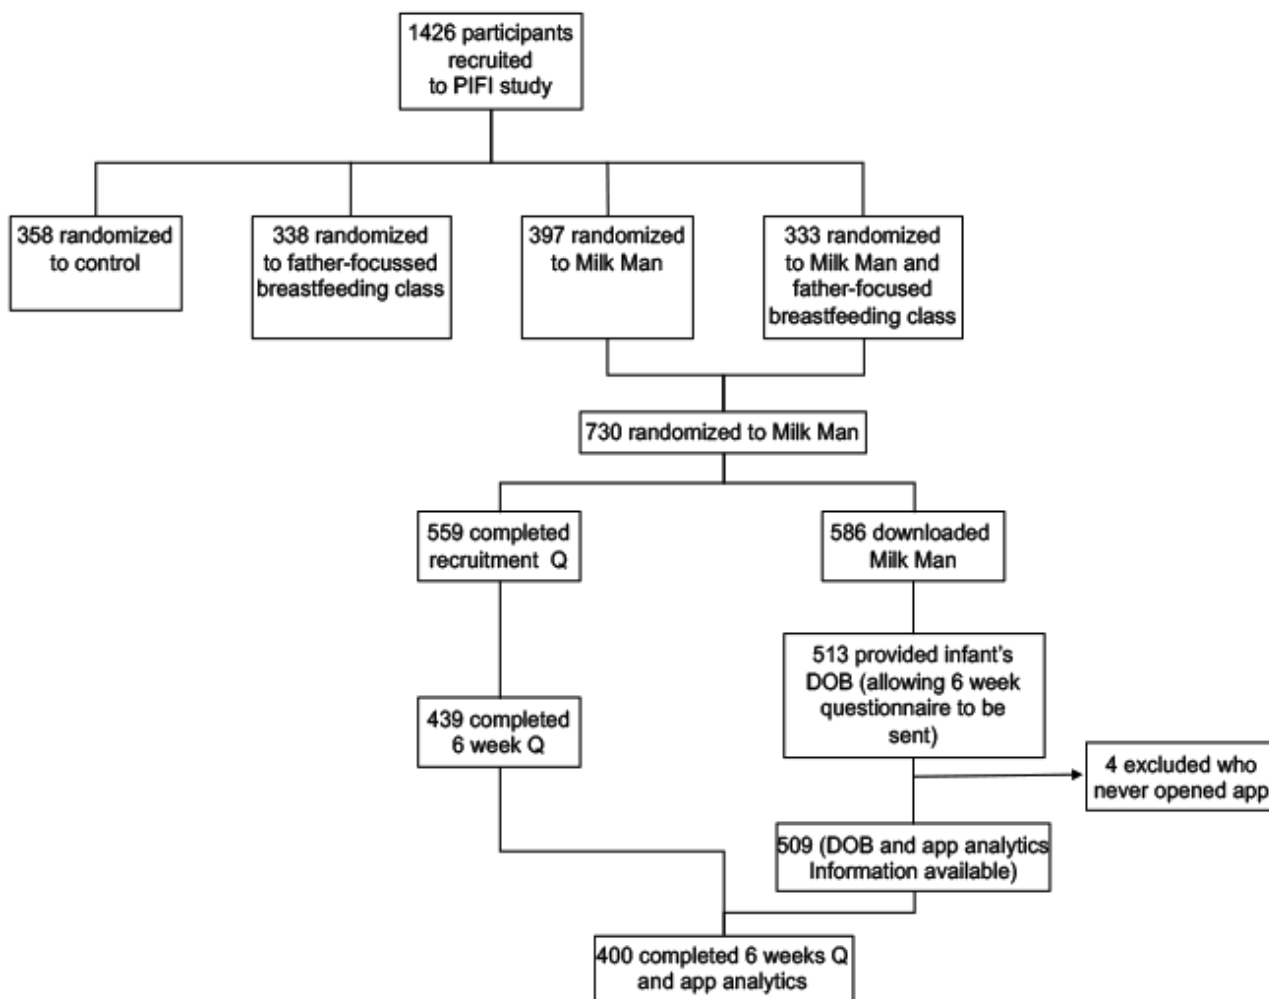 1426 participants
recruited
to PIFI study
358 randomized
to control
338 randomized
to father-focussed
breastfeeding class
397 randomized
to Milk Man
333 randomized
to Milk Man and
father-focused
breastfeeding class
730 randomized to Milk Man
559 completed
recruitment Q
586 downloaded
Milk Man
513 provided infant's
DOB (allowing 6 week
questionnaire to be
sent)
439 completed
6 week Q
4 excluded who
never opened app
509 (DOB and app analytics
Information available)
400 completed 6 weeks Q
and app analytics